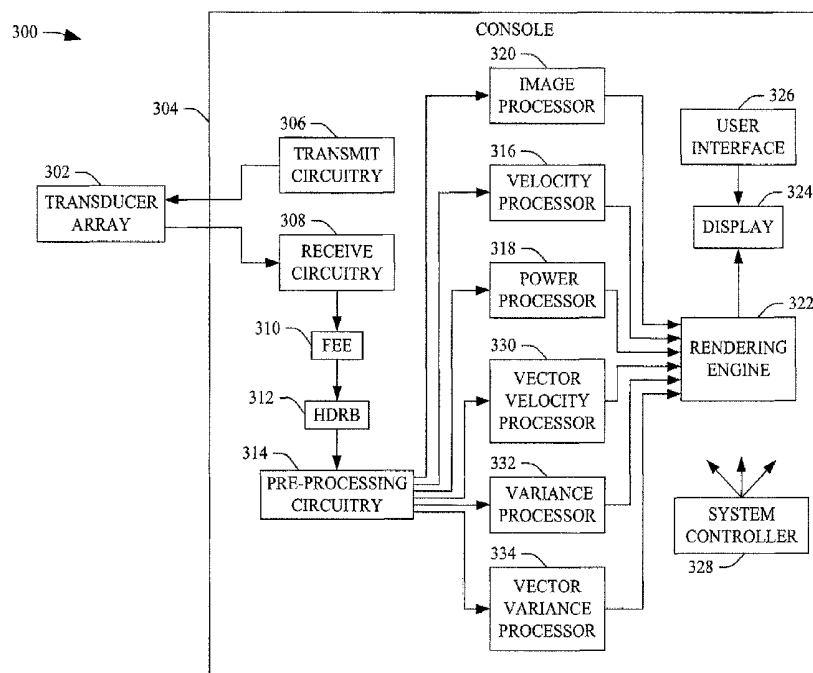 300
CONSOLE
304
302
TRANSDUCER
ARRAY
306
TRANSMIT
CIRCUITRY
308
RECEIVE
CIRCUITRY
310
FEE
312
HDRB
314
PRE-PROCESSING
CIRCUITRY
320
IMAGE
PROCESSOR
316
VELOCITY
PROCESSOR
318
POWER
PROCESSOR
330
VECTOR
VELOCITY
PROCESSOR
332
VARIANCE
PROCESSOR
334
VECTOR
VARIANCE
PROCESSOR
326
USER
INTERFACE
324
DISPLAY
322
RENDERING
ENGINE
SYSTEM
CONTROLLER
328